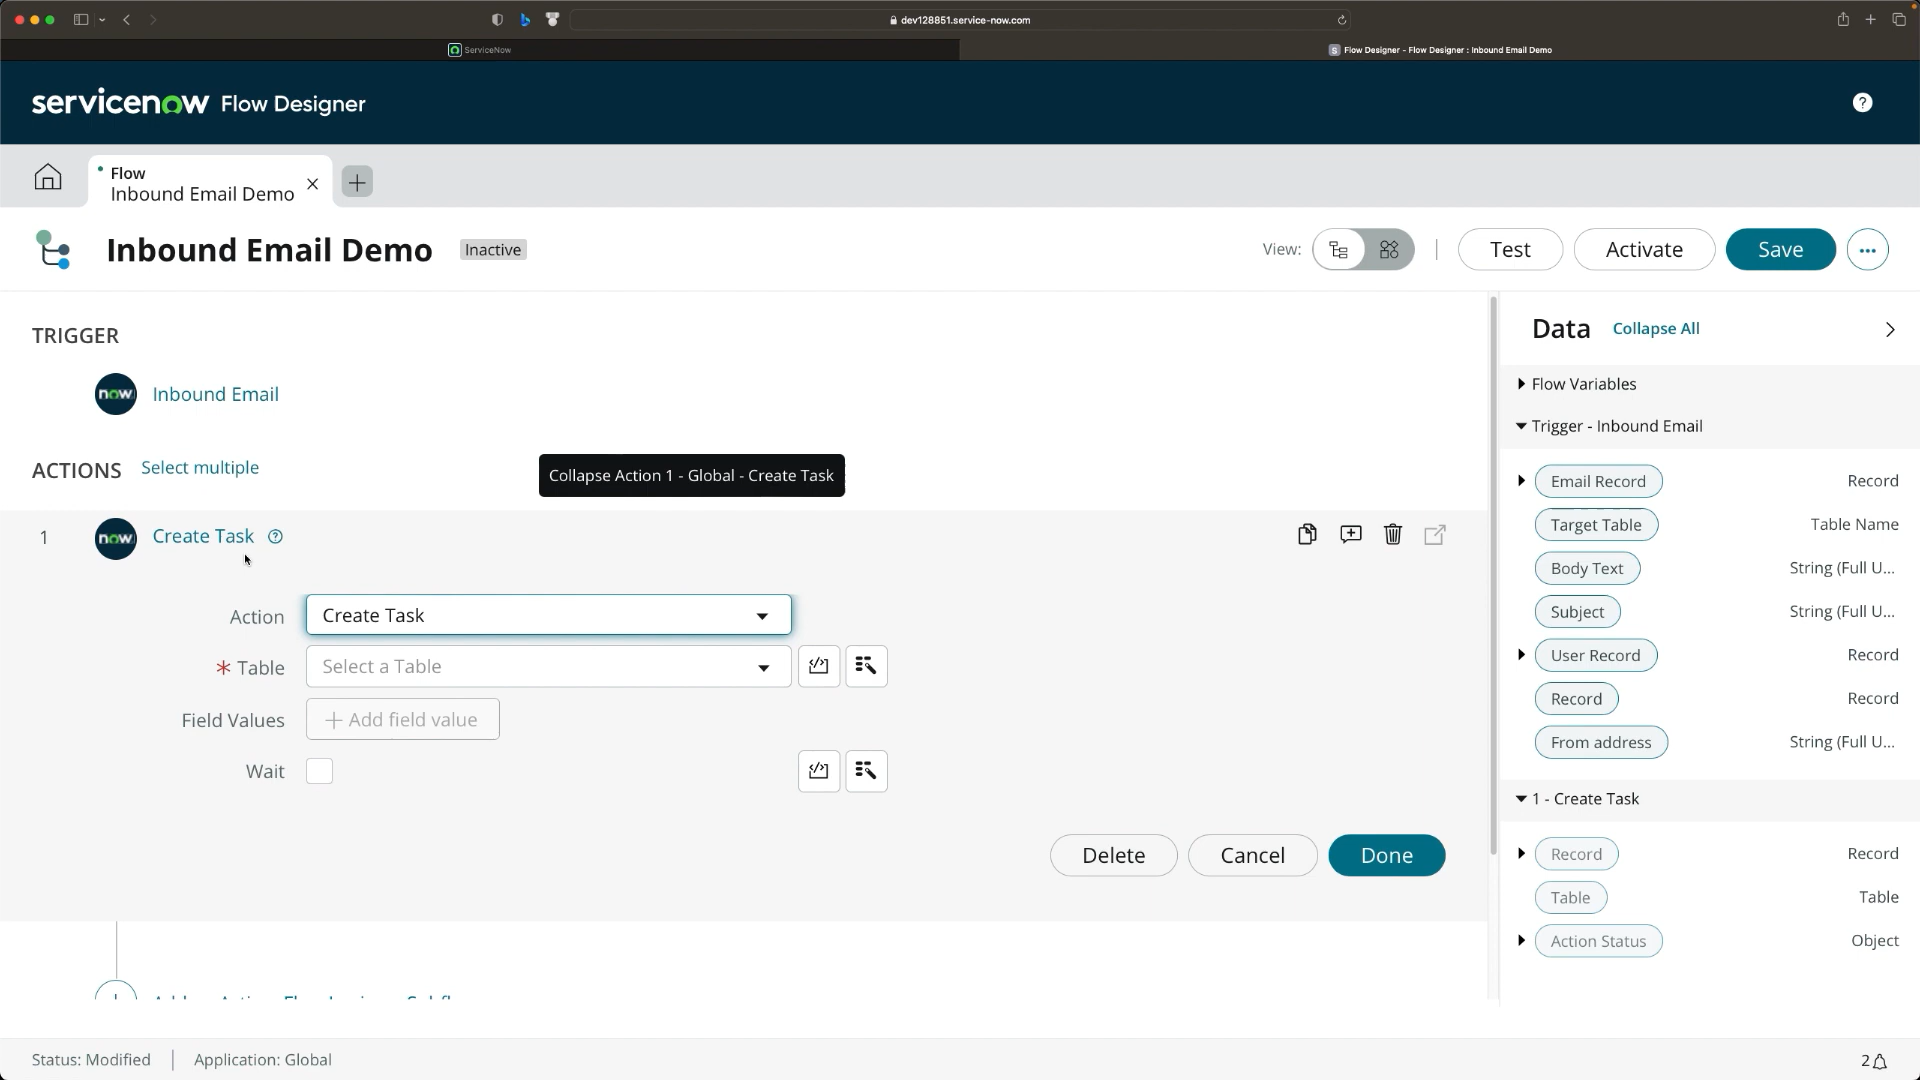 dev128851.service-now.com
ServiceNow
S Flow Designer - Flow Designer : Inbound Email Demo
servicenow Flow Designer
?
Flow
Inbound Email Demo
Inbound Email Demo
Inactive
View:
Test
Activate
Save
TRIGGER
now
Inbound Email
ACTIONS
Select multiple
Collapse Action 1 - Global - Create Task
1
now
Create Task
?
Action
Create Task
* Table
Select a Table
Field Values
+ Add field value
Wait
Delete
Cancel
Done
Data
Collapse All
Flow Variables
Trigger - Inbound Email
Email Record
Record
Target Table
Table Name
Body Text
String (Full U...
Subject
String (Full U...
User Record
Record
Record
Record
From address
String (Full U...
1 - Create Task
Record
Record
Table
Table
Action Status
Object
Status: Modified
Application: Global
2